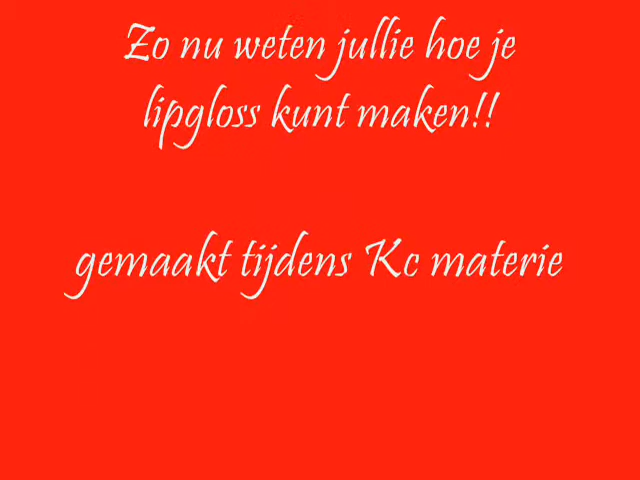 Zo nu weten jullie hoe je
lipgloss kunt maken!!
gemaakt tijdens Kc materie